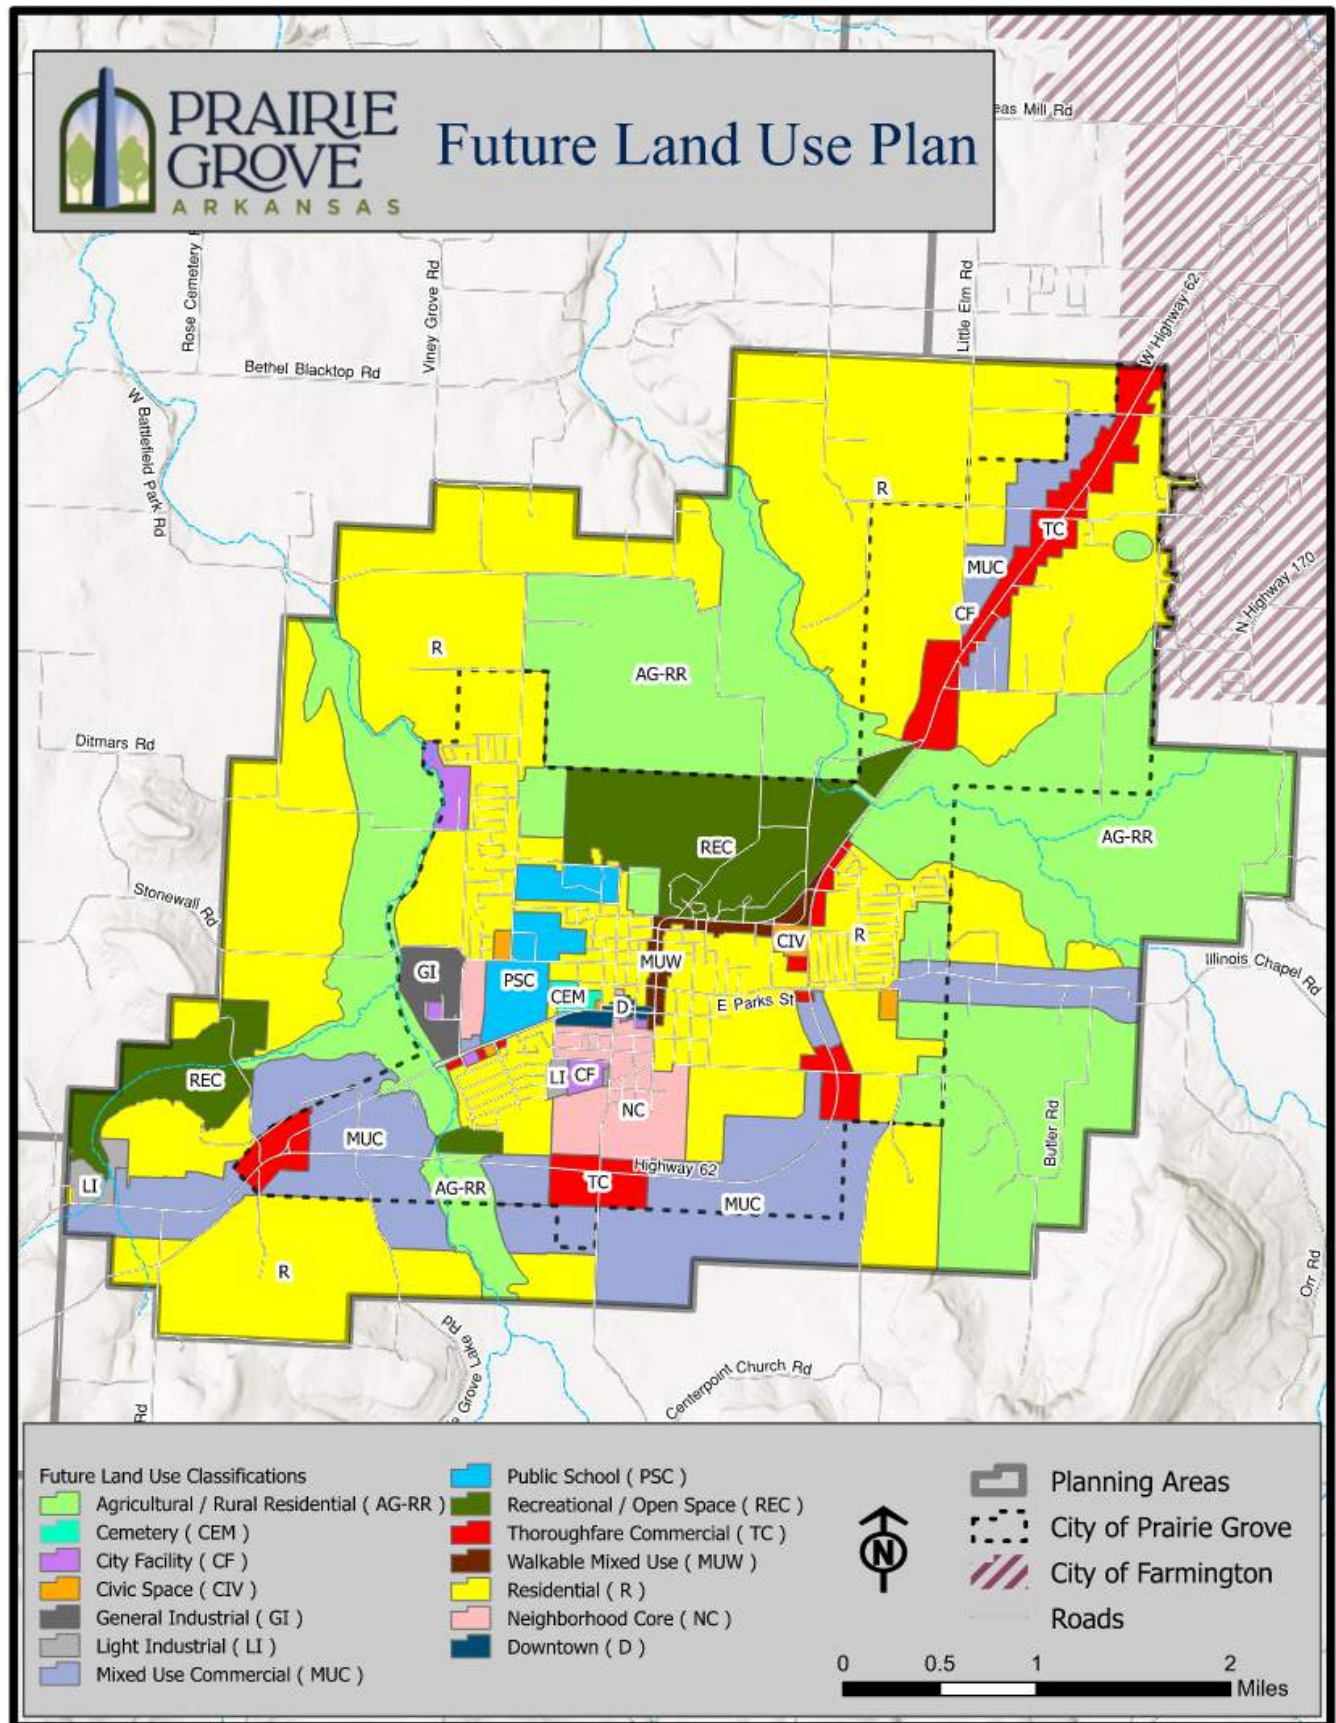 PRAIRIE
GROVE
ARKANSAS
Future Land Use Plan
eas Mill Rd
Rose Cemetery
Viney Grove Rd
Little Elm Rd
W Highway 62
Bethel Blacktop Rd
W Battlefield Park Rd
R
TC
MUC
CF
N Highway 170
R
AG-RR
Ditmars Rd
AG-RR
REC
Stonewall Rd
CIV
R
MUW
GI
PSC
Illinois Chapel Rd
CEM
D
E Parks St
REC
LI
CF
NC
MUC
Butler Rd
Highway 62
LI
AG-RR
TC
MUC
R
Orr Rd
e Grove Lake Rd
Centerpoint Church Rd
Rd
Future Land Use Classifications
Agricultural / Rural Residential ( AG-RR )
Cemetery ( CEM )
City Facility ( CF )
Civic Space ( CIV )
General Industrial ( GI )
Light Industrial ( LI )
Mixed Use Commercial ( MUC )
Public School ( PSC )
Recreational / Open Space ( REC )
Thoroughfare Commercial ( TC )
Walkable Mixed Use ( MUW )
Residential ( R )
Neighborhood Core ( NC )
Downtown ( D )
N
Planning Areas
City of Prairie Grove
City of Farmington
Roads
0 0.5 1 2
Miles